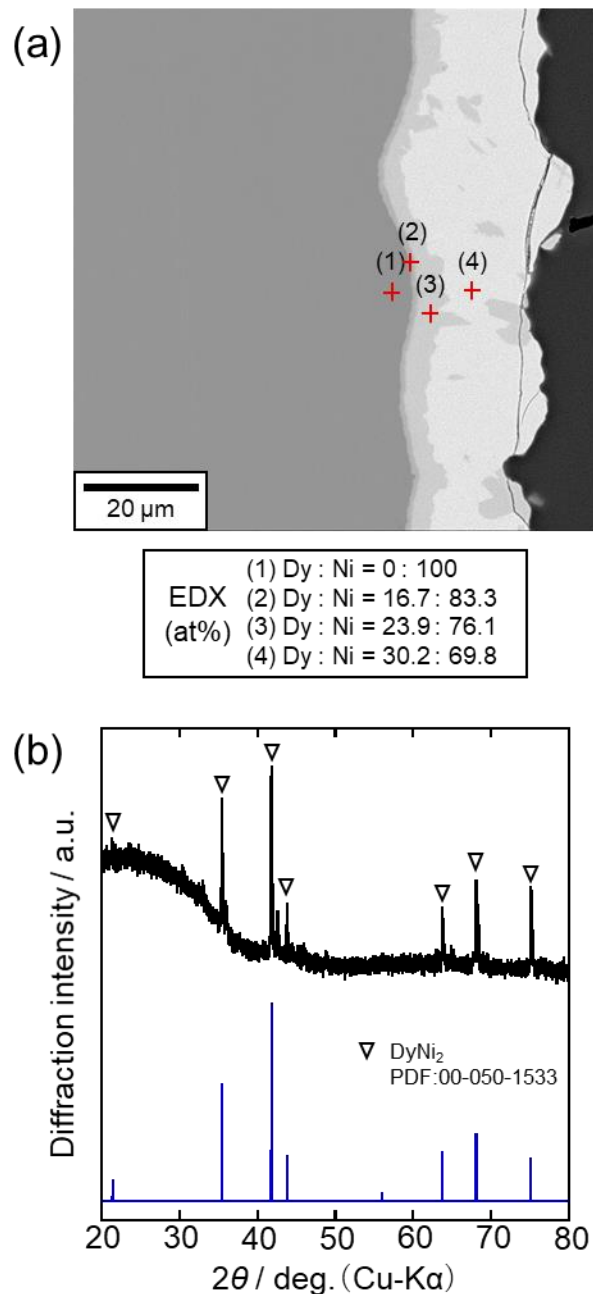 (a)
(2)
(1)
(4)
(3)
20 μm
EDX
(at%)
(1) Dy : Ni = 0 : 100
(2) Dy : Ni = 16.7 : 83.3
(3) Dy : Ni = 23.9 : 76.1
(4) Dy : Ni = 30.2 : 69.8
(b)
Diffraction intensity / a.u.
DyNi₂
PDF:00-050-1533
20 30 40 50 60 70 80
2θ / deg.(Cu-Kα)